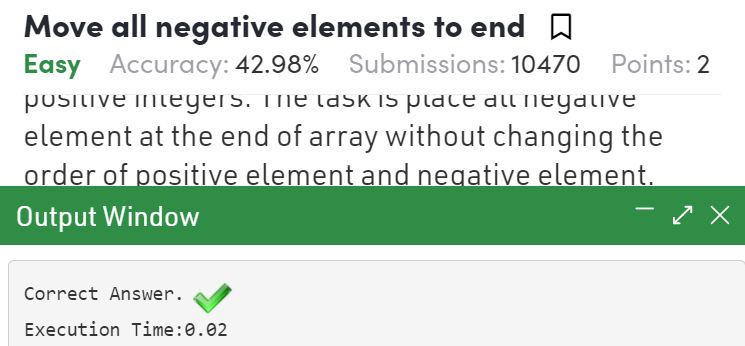 Move all negative elements to end
Easy Accuracy: 42.98% Submissions: 10470 Points: 2
positive integers. The task is place all negative
element at the end of array without changing the
order of positive element and negative element.
Output Window
Correct Answer.
Execution Time:0.02